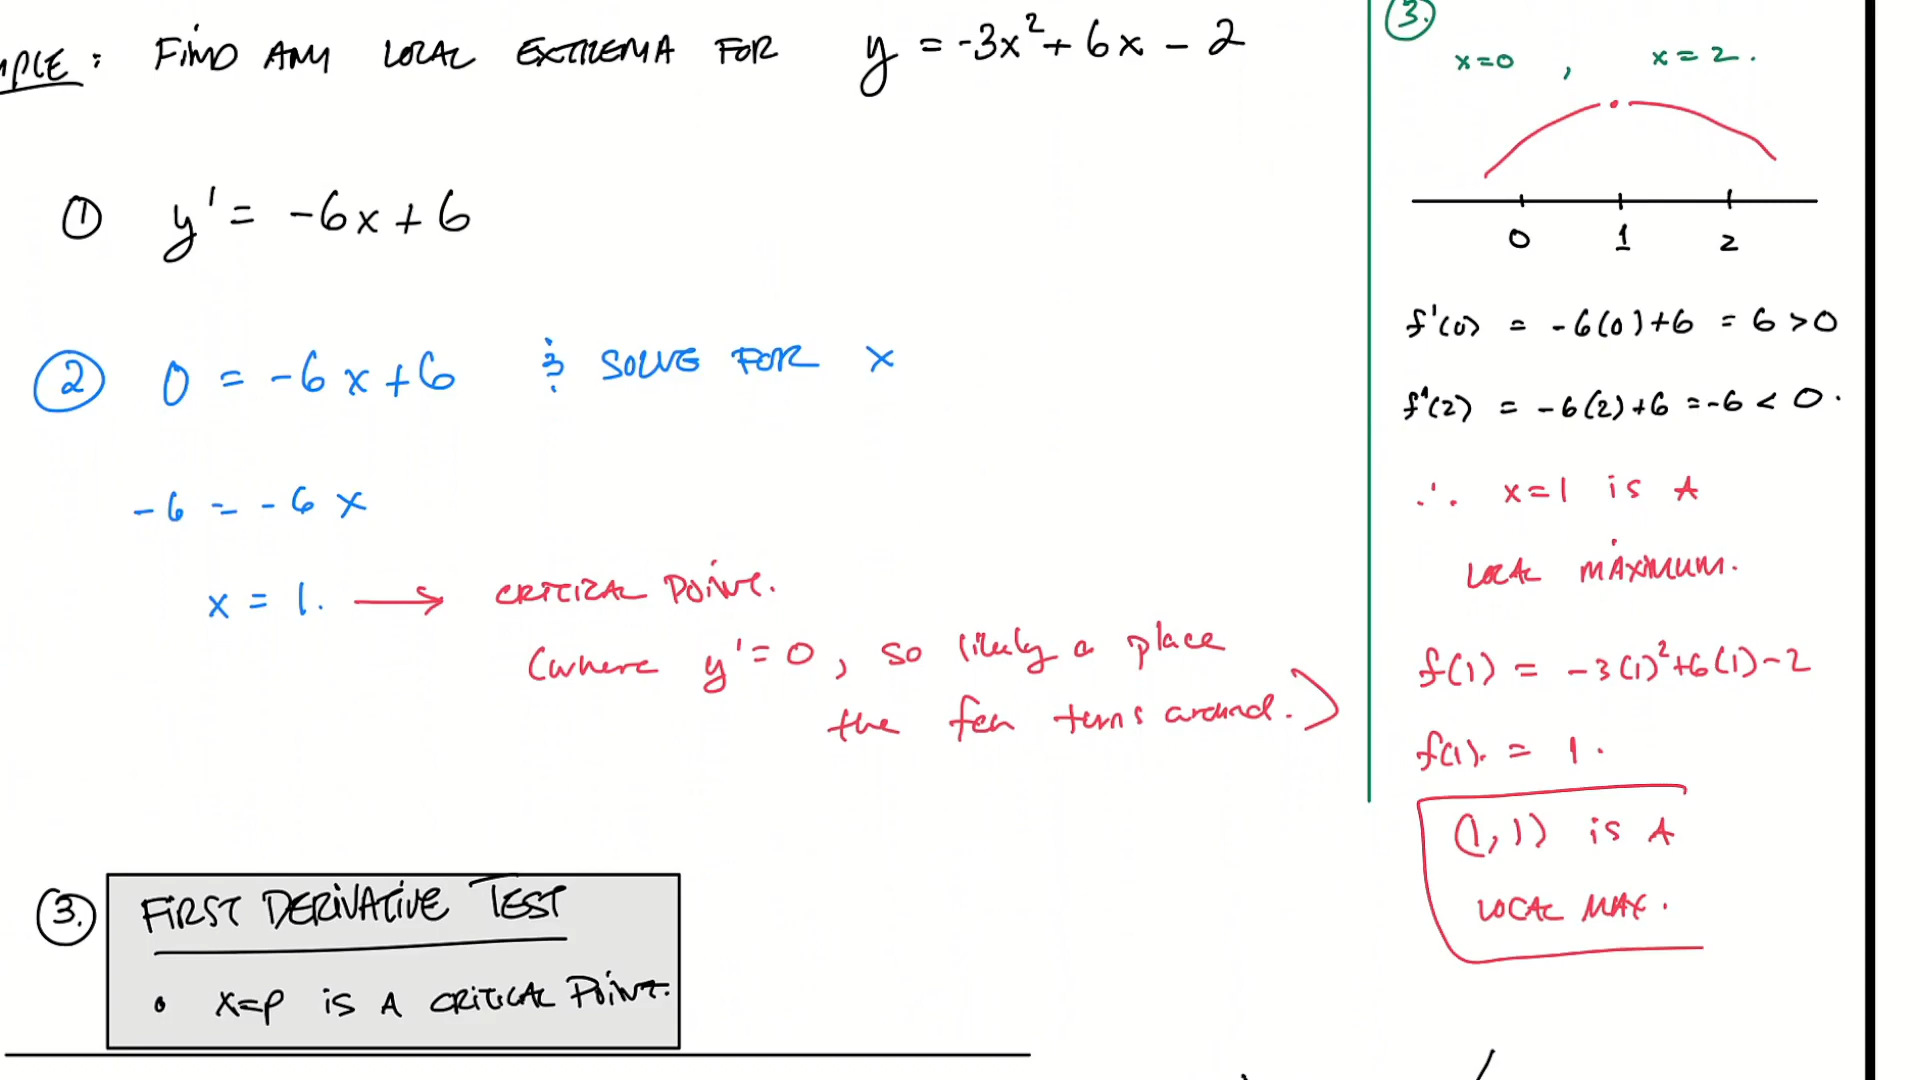 MPLE: FIND ANY LOCAL EXTREMA FOR y = -3x² + 6x - 2
① y' = -6x + 6
② 0 = -6x + 6 & SOLVE FOR x
-6 = -6x
x = 1. → CRITICAL POINT.
(where y' = 0, so likely a place
the fcn turns around.)
③. FIRST DERIVATIVE TEST
• x=p is A CRITICAL POINT.
③.
x=0 , x=2.
0 1 2
f'(0) = -6(0)+6 = 6 >0
f'(2) = -6(2)+6 = -6 < 0.
∴ x=1 is A
LOCAL MAXIMUM.
f(1) = -3(1)²+6(1)-2
f(1). = 1.
(1,1) is A
LOCAL MAX.